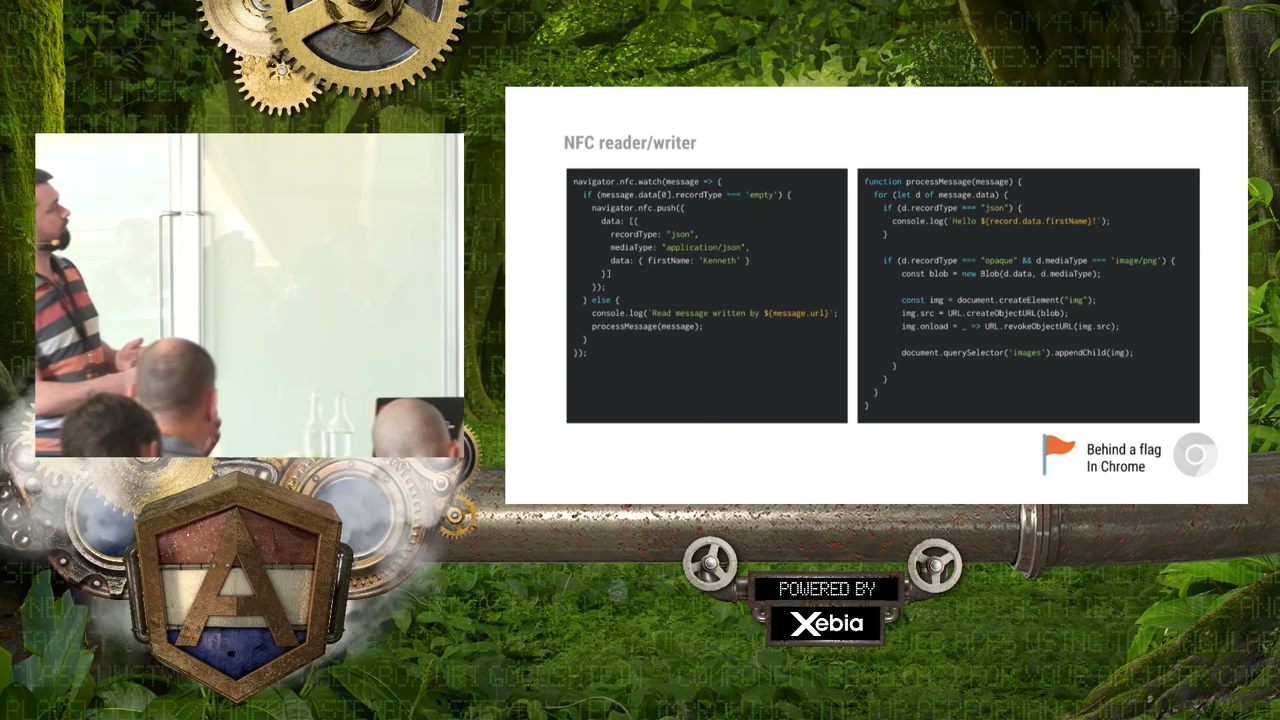 NFC reader/writer
navigator.nfc.watch(message => {
if (message.data[0].recordType === 'empty') {
navigator.nfc.push({
data: [{
recordType: "json",
mediaType: "application/json",
data: { firstName: 'Kenneth' }
}]
});
} else {
console.log(`Read message written by ${message.url}`;
processMessage(message);
}
});
function processMessage(message) {
for (let d of message.data) {
if (d.recordType === "json") {
console.log(`Hello ${record.data.firstName}!`);
}
if (d.recordType === "opaque" && d.mediaType === 'image/png') {
const blob = new Blob(d.data, d.mediaType);
const img = document.createElement("img");
img.src = URL.createObjectURL(blob);
img.onload = _ => URL.revokeObjectURL(img.src);
document.querySelector('images').appendChild(img);
}
}
}
}
Behind a flag
In Chrome
A
POWERED BY
Xebia